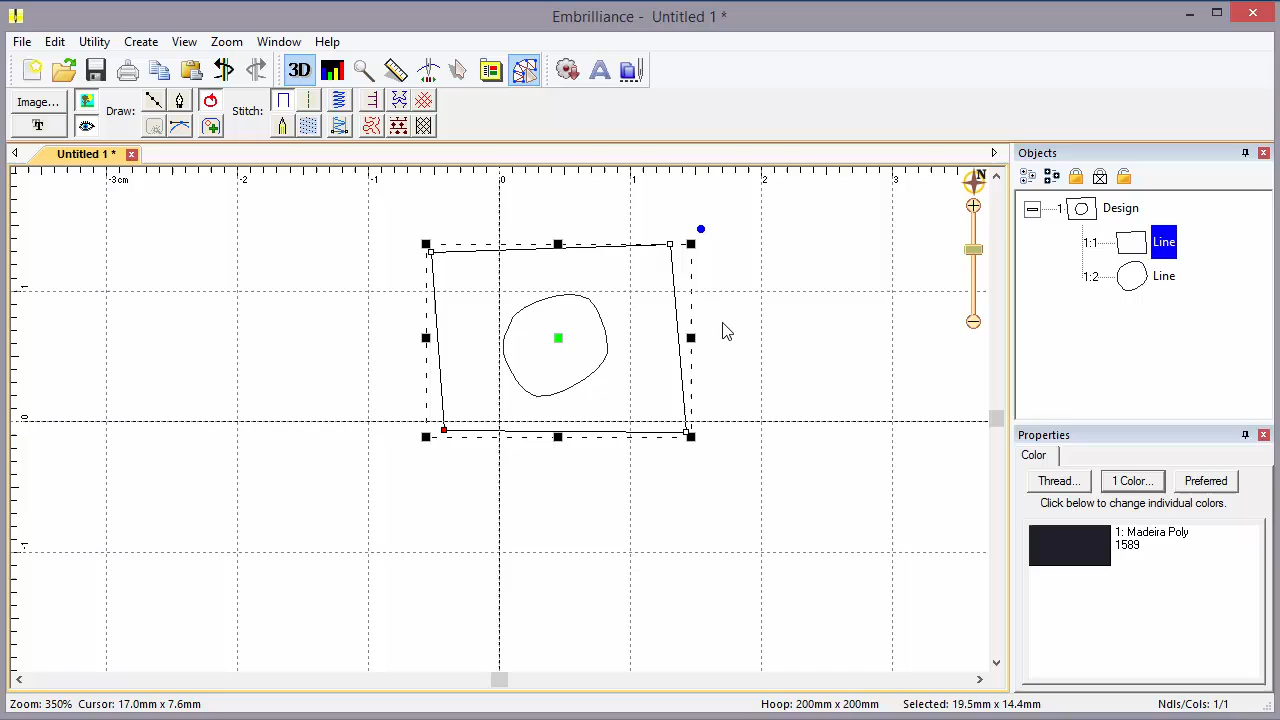 Embrilliance - Untitled 1 *
File Edit Utility Create View Zoom Window Help
3D
Image... Draw: Stitch:
T
Untitled 1 *
-3cm -2 -1 0 1 2 3
N
1
0
-1
Objects
1: Design
1:1 Line
1:2 Line
Properties
Color
Thread... 1 Color... Preferred
Click below to change individual colors.
1: Madeira Poly
1589
Zoom: 350% Cursor: 17.0mm x 7.6mm Hoop: 200mm x 200mm Selected: 19.5mm x 14.4mm Ndls/Cols: 1/1